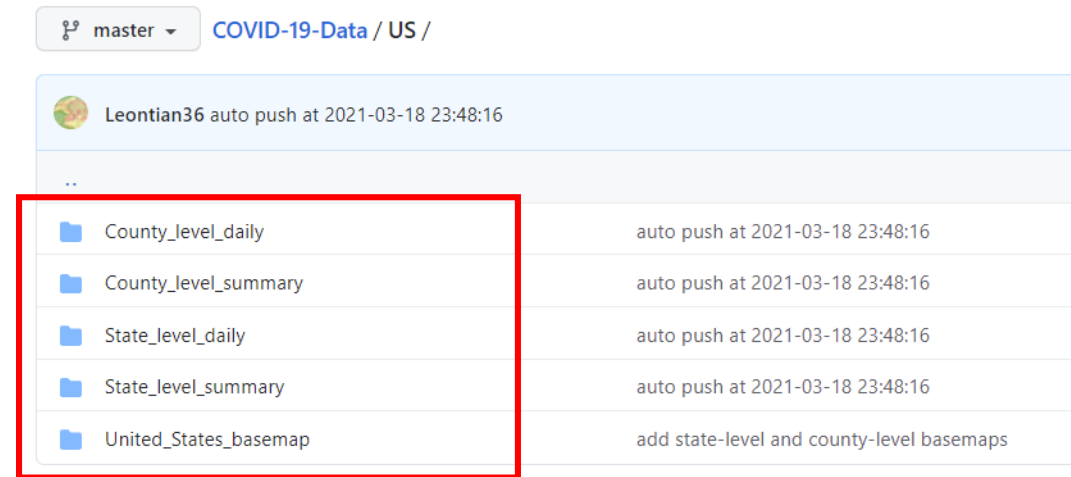 master COVID-19-Data / US /
Leontian36 auto push at 2021-03-18 23:48:16
..
County_level_daily auto push at 2021-03-18 23:48:16
County_level_summary auto push at 2021-03-18 23:48:16
State_level_daily auto push at 2021-03-18 23:48:16
State_level_summary auto push at 2021-03-18 23:48:16
United_States_basemap add state-level and county-level basemaps